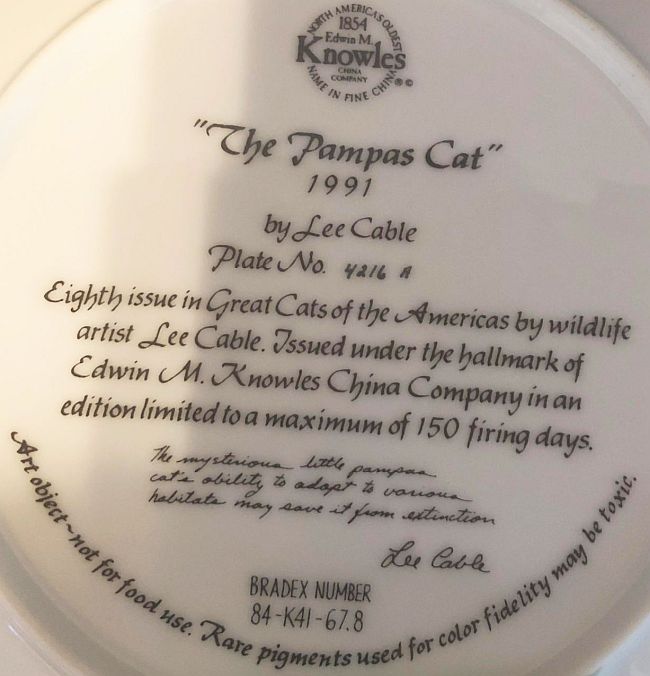 NORTH AMERICA'S OLDEST
1854
Edwin M.
Knowles
CHINA
COMPANY
NAME IN FINE CHINA
®©
"The Pampas Cat"
1991
by Lee Cable
Plate No. 4216 A
Eighth issue in Great Cats of the Americas by wildlife
artist Lee Cable. Issued under the hallmark of
Edwin M. Knowles China Company in an
edition limited to a maximum of 150 firing days.
The mysterious little pampas
cat's ability to adapt to various
habitats may save it from extinction
Lee Cable
BRADEX NUMBER
84-K41-67.8
Art object~not for food use. Rare pigments used for color fidelity may be toxic.